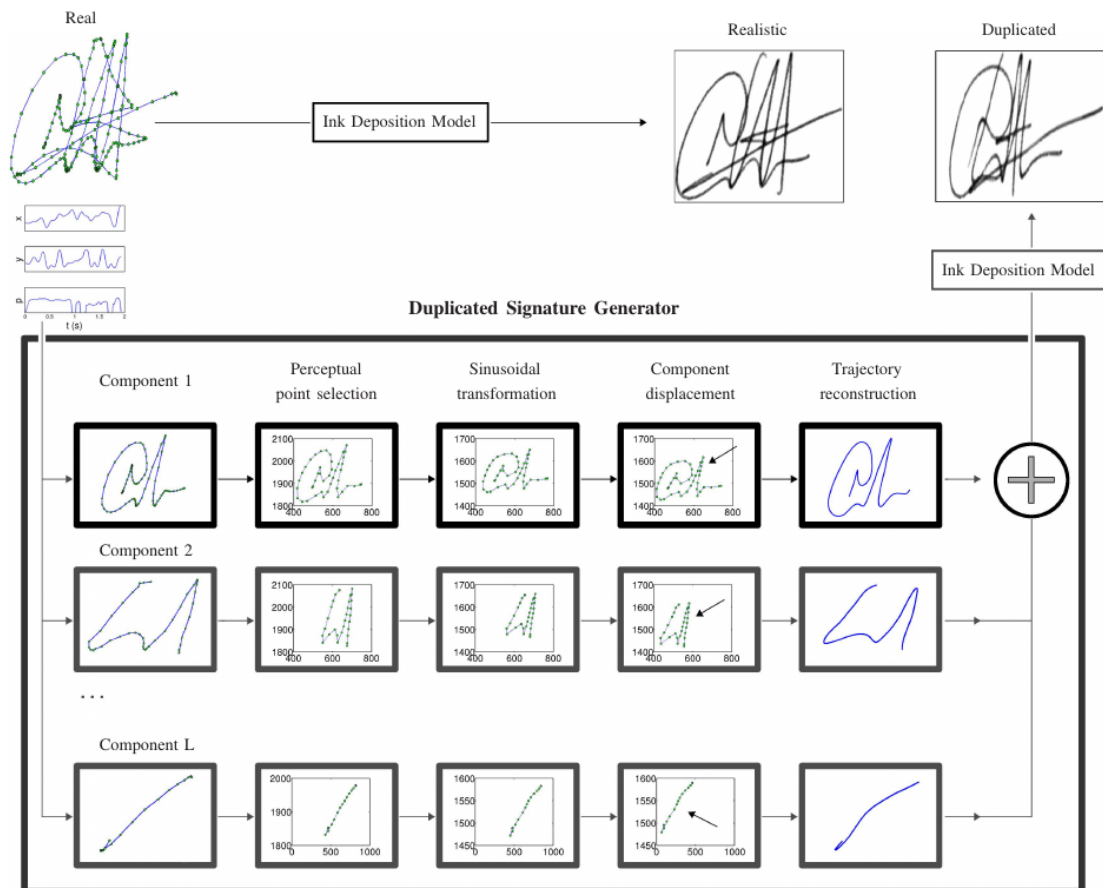 Real
Realistic
Duplicated
Ink Deposition Model
x
y
p
0 0.5 1 1.5 2
t (s)
Ink Deposition Model
Duplicated Signature Generator
Component 1
Perceptual
point selection
Sinusoidal
transformation
Component
displacement
Trajectory
reconstruction
2100
2000
1900
1800
400 600 800
1700
1600
1500
1400
400 600 800
1700
1600
1500
1400
400 600 800
Component 2
2100
2000
1900
1800
400 600 800
1700
1600
1500
1400
400 600 800
1700
1600
1500
1400
400 600 800
...
Component L
2000
1900
1800
0 500 1000
1600
1550
1500
1450
0 500 1000
1600
1550
1500
1450
0 500 1000